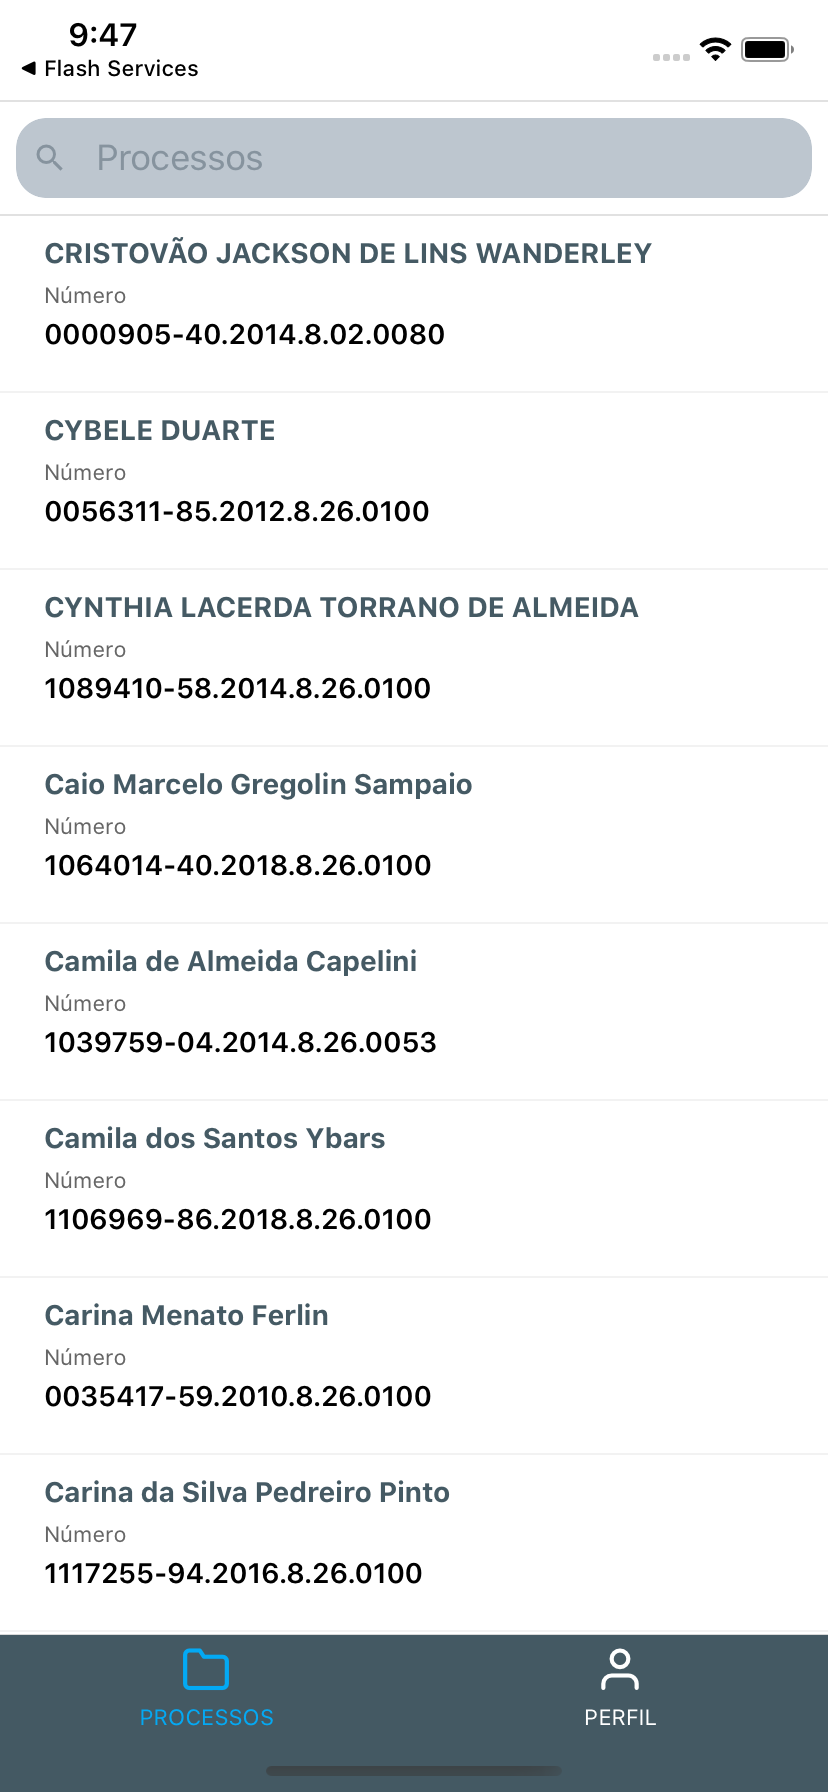 9:47
◀ Flash Services
Processos
CRISTOVÃO JACKSON DE LINS WANDERLEY
Número
0000905-40.2014.8.02.0080
CYBELE DUARTE
Número
0056311-85.2012.8.26.0100
CYNTHIA LACERDA TORRANO DE ALMEIDA
Número
1089410-58.2014.8.26.0100
Caio Marcelo Gregolin Sampaio
Número
1064014-40.2018.8.26.0100
Camila de Almeida Capelini
Número
1039759-04.2014.8.26.0053
Camila dos Santos Ybars
Número
1106969-86.2018.8.26.0100
Carina Menato Ferlin
Número
0035417-59.2010.8.26.0100
Carina da Silva Pedreiro Pinto
Número
1117255-94.2016.8.26.0100
PROCESSOS
PERFIL